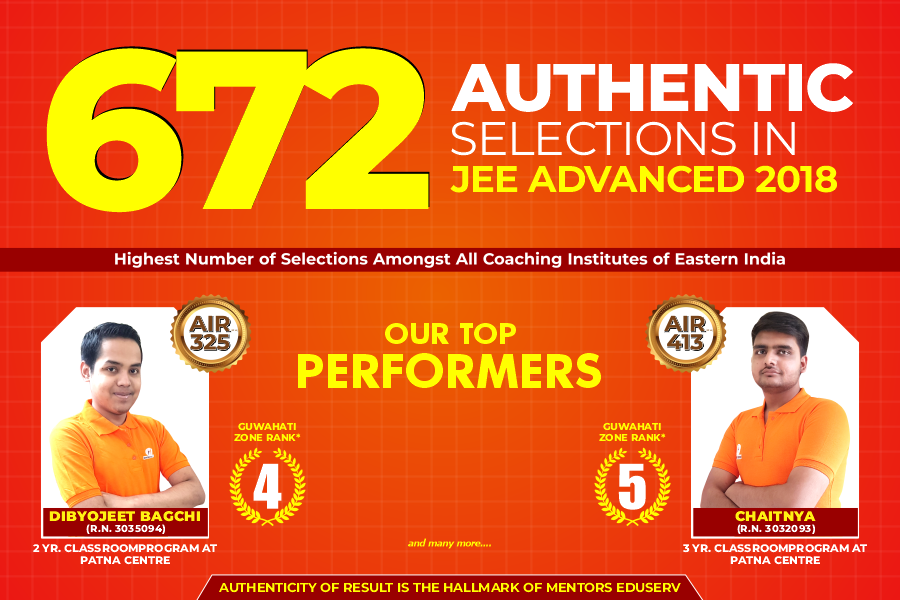 672
AUTHENTIC
SELECTIONS IN
JEE ADVANCED 2018
Highest Number of Selections Amongst All Coaching Institutes of Eastern India
OUR TOP
PERFORMERS
AIR
325
GUWAHATI
ZONE RANK*
4
DIBYOJEET BAGCHI
(R.N. 3035094)
2 YR. CLASSROOMPROGRAM AT
PATNA CENTRE
AIR
413
GUWAHATI
ZONE RANK*
5
CHAITNYA
(R.N. 3032093)
3 YR. CLASSROOMPROGRAM AT
PATNA CENTRE
and many more....
AUTHENTICITY OF RESULT IS THE HALLMARK OF MENTORS EDUSERV